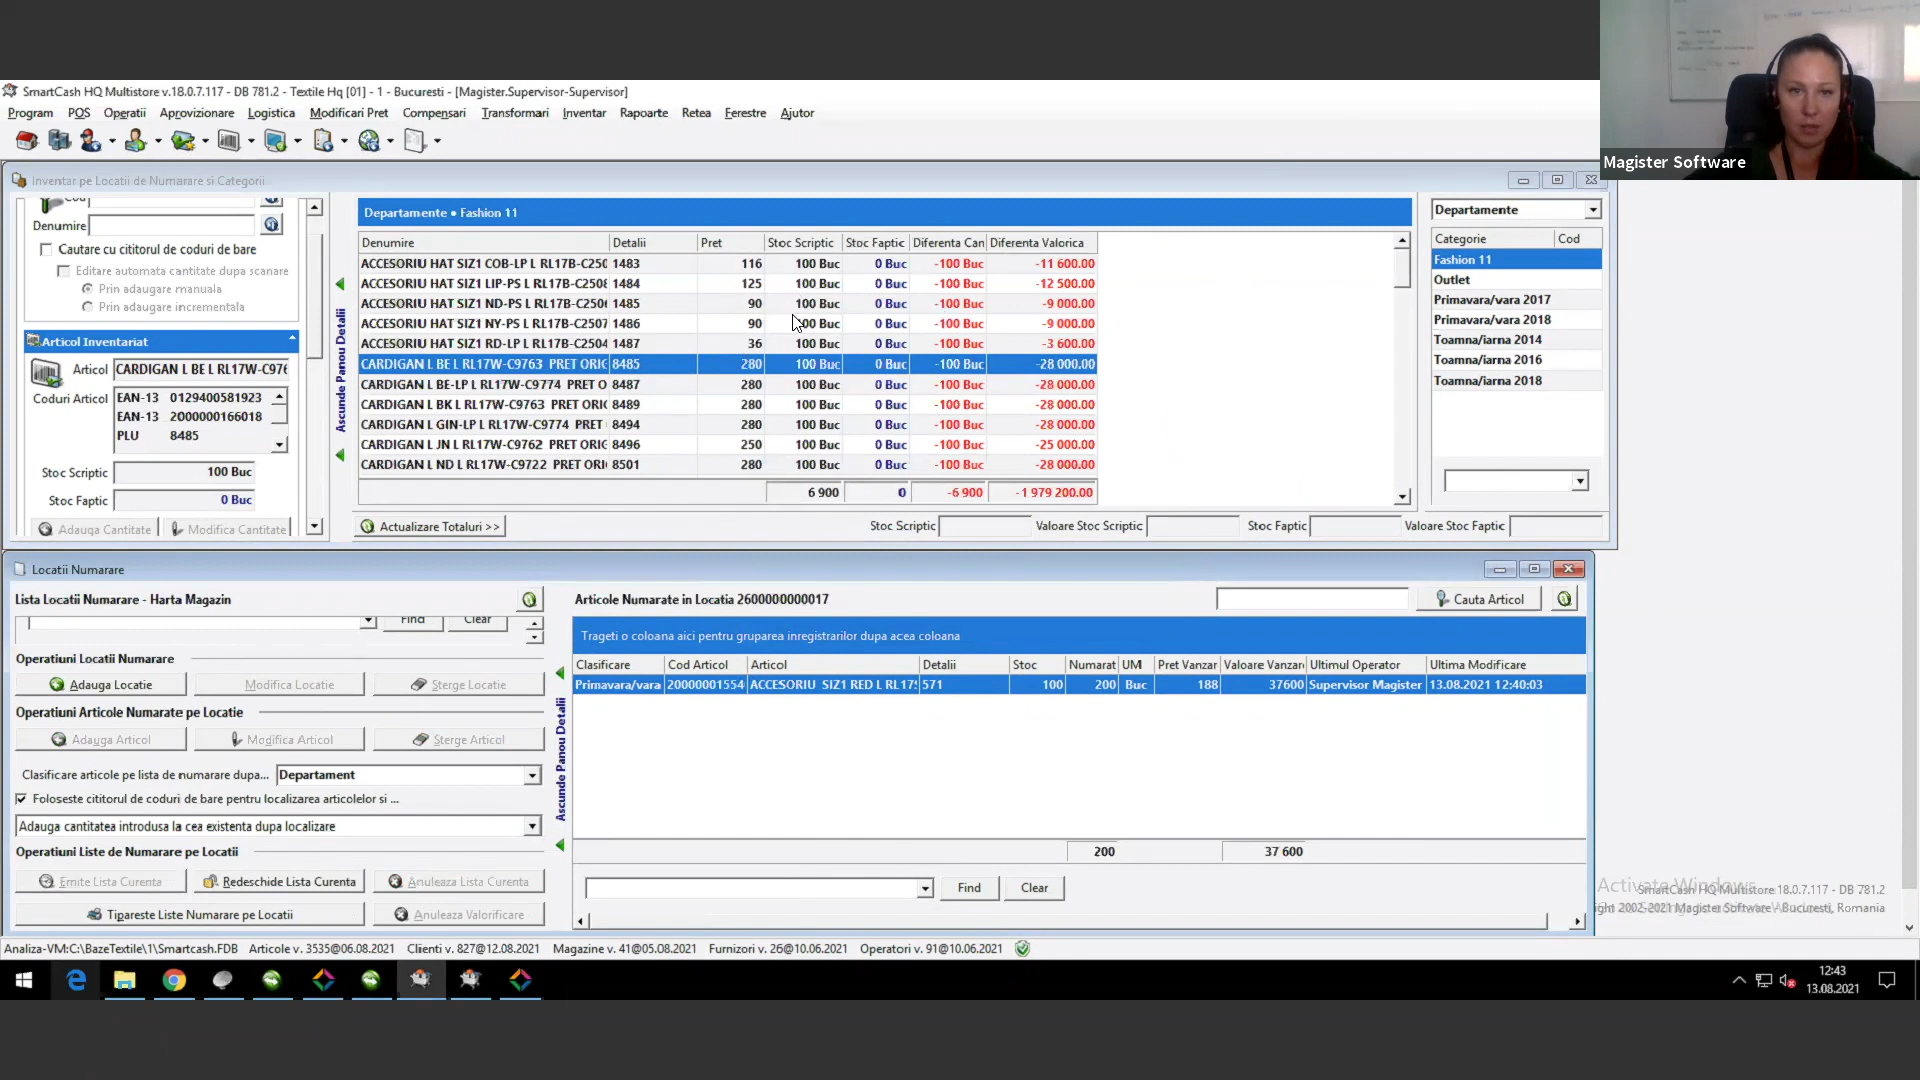 SmartCash HQ Multistore v.18.0.7.117 - DB 781.2 - Textile Hq [01] - 1 - Bucuresti - [Magister.Supervisor-Supervisor]
Program POS Operatii Aprovizionare Logistica Modificari Pret Compensari Transformari Inventar Rapoarte Retea Ferestre Ajutor
Magister Software
Inventar pe Locatii de Numarare si Categorii
Cod
Denumire
Cautare cu cititorul de coduri de bare
Editare automata cantitate dupa scanare
Prin adaugare manuala
Prin adaugare incrementala
Articol Inventariat
Articol CARDIGAN L BE L RL17W-C976
Coduri Articol EAN-13 0129400581923
EAN-13 2000000166018
PLU 8485
Stoc Scriptic 100 Buc
Stoc Faptic 0 Buc
Adauga Cantitate Modifica Cantitate
Ascunde Panou Detalii
Departamente • Fashion 11
Denumire Detalii Pret Stoc Scriptic Stoc Faptic Diferenta Can Diferenta Valorica
ACCESORIU HAT SIZ1 COB-LP L RL17B-C250 1483 116 100 Buc 0 Buc -100 Buc -11 600.00
ACCESORIU HAT SIZ1 LIP-PS L RL17B-C2508 1484 125 100 Buc 0 Buc -100 Buc -12 500.00
ACCESORIU HAT SIZ1 ND-PS L RL17B-C2506 1485 90 100 Buc 0 Buc -100 Buc -9 000.00
ACCESORIU HAT SIZ1 NY-PS L RL17B-C2507 1486 90 100 Buc 0 Buc -100 Buc -9 000.00
ACCESORIU HAT SIZ1 RD-LP L RL17B-C2504 1487 36 100 Buc 0 Buc -100 Buc -3 600.00
CARDIGAN L BE L RL17W-C9763 PRET ORIG 8485 280 100 Buc 0 Buc -100 Buc -28 000.00
CARDIGAN L BE-LP L RL17W-C9774 PRET O 8487 280 100 Buc 0 Buc -100 Buc -28 000.00
CARDIGAN L BK L RL17W-C9763 PRET ORIG 8489 280 100 Buc 0 Buc -100 Buc -28 000.00
CARDIGAN L GIN-LP L RL17W-C9774 PRET 8494 280 100 Buc 0 Buc -100 Buc -28 000.00
CARDIGAN L JN L RL17W-C9762 PRET ORIG 8496 250 100 Buc 0 Buc -100 Buc -25 000.00
CARDIGAN L ND L RL17W-C9722 PRET ORI 8501 280 100 Buc 0 Buc -100 Buc -28 000.00
6 900 0 -6 900 -1 979 200.00
Actualizare Totaluri >> Stoc Scriptic Valoare Stoc Scriptic Stoc Faptic Valoare Stoc Faptic
Departamente
Categorie Cod
Fashion 11
Outlet
Primavara/vara 2017
Primavara/vara 2018
Toamna/iarna 2014
Toamna/iarna 2016
Toamna/iarna 2018
Locatii Numarare
Lista Locatii Numarare - Harta Magazin
Find Clear
Operatiuni Locatii Numarare
Adauga Locatie Modifica Locatie Sterge Locatie
Operatiuni Articole Numarate pe Locatie
Adauga Articol Modifica Articol Sterge Articol
Clasificare articole pe lista de numarare dupa... Departament
Foloseste cititorul de coduri de bare pentru localizarea articolelor si ...
Adauga cantitatea introdusa la cea existenta dupa localizare
Operatiuni Liste de Numarare pe Locatii
Emite Lista Curenta Redeschide Lista Curenta Anuleaza Lista Curenta
Tipareste Liste Numarare pe Locatii Anuleaza Valorificare
Ascunde Panou Detalii
Articole Numarate in Locatia 2600000000017 Cauta Articol
Trageti o coloana aici pentru gruparea inregistrarilor dupa acea coloana
Clasificare Cod Articol Articol Detalii Stoc Numarat UM Pret Vanzar Valoare Vanzar Ultimul Operator Ultima Modificare
Primavara/vara 20000001554 ACCESORIU SIZ1 RED L RL17S 571 100 200 Buc 188 37600 Supervisor Magister 13.08.2021 12:40:03
200 37 600
Find Clear
Activate Windows
SmartCash HQ Multistore 18.0.7.117 - DB 781.2
ight 2002-2021 Magister Software - Bucuresti, Romania
Analiza-VM:C:\BazeTextile\1\Smartcash.FDB Articole v. 3535@06.08.2021 Clienti v. 827@12.08.2021 Magazine v. 41@05.08.2021 Furnizori v. 26@10.06.2021 Operatori v. 91@10.06.2021
12:43
13.08.2021